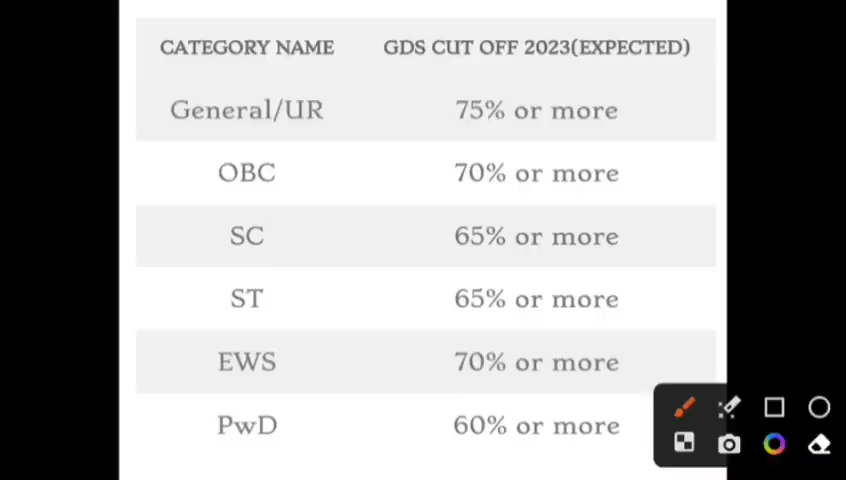 CATEGORY NAME GDS CUT OFF 2023(EXPECTED)
General/UR 75% or more
OBC 70% or more
SC 65% or more
ST 65% or more
EWS 70% or more
PwD 60% or more